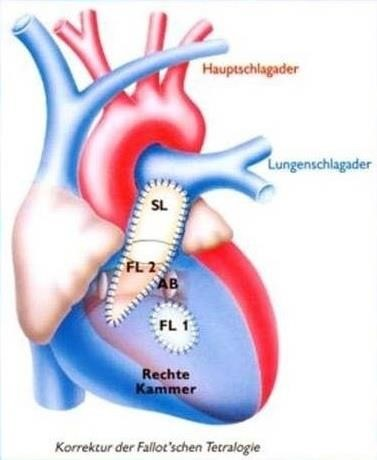 Hauptschlagader
Lungenschlagader
SL
FL 2
AB
FL 1
Rechte
Kammer
Korrektur der Fallot'schen Tetralogie